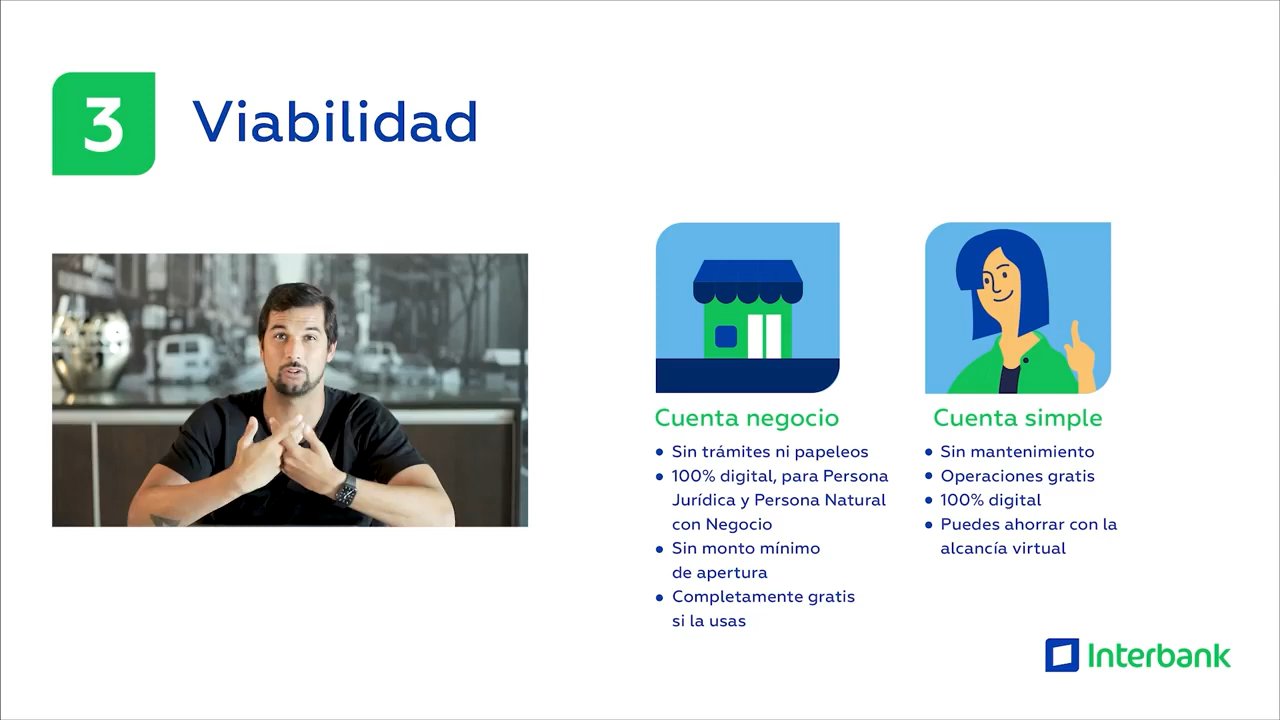 3
Viabilidad
Cuenta negocio
• Sin trámites ni papeleos
• 100% digital, para Persona
Jurídica y Persona Natural
con Negocio
• Sin monto mínimo
de apertura
• Completamente gratis
si la usas
Cuenta simple
• Sin mantenimiento
• Operaciones gratis
• 100% digital
• Puedes ahorrar con la
alcancía virtual
Interbank